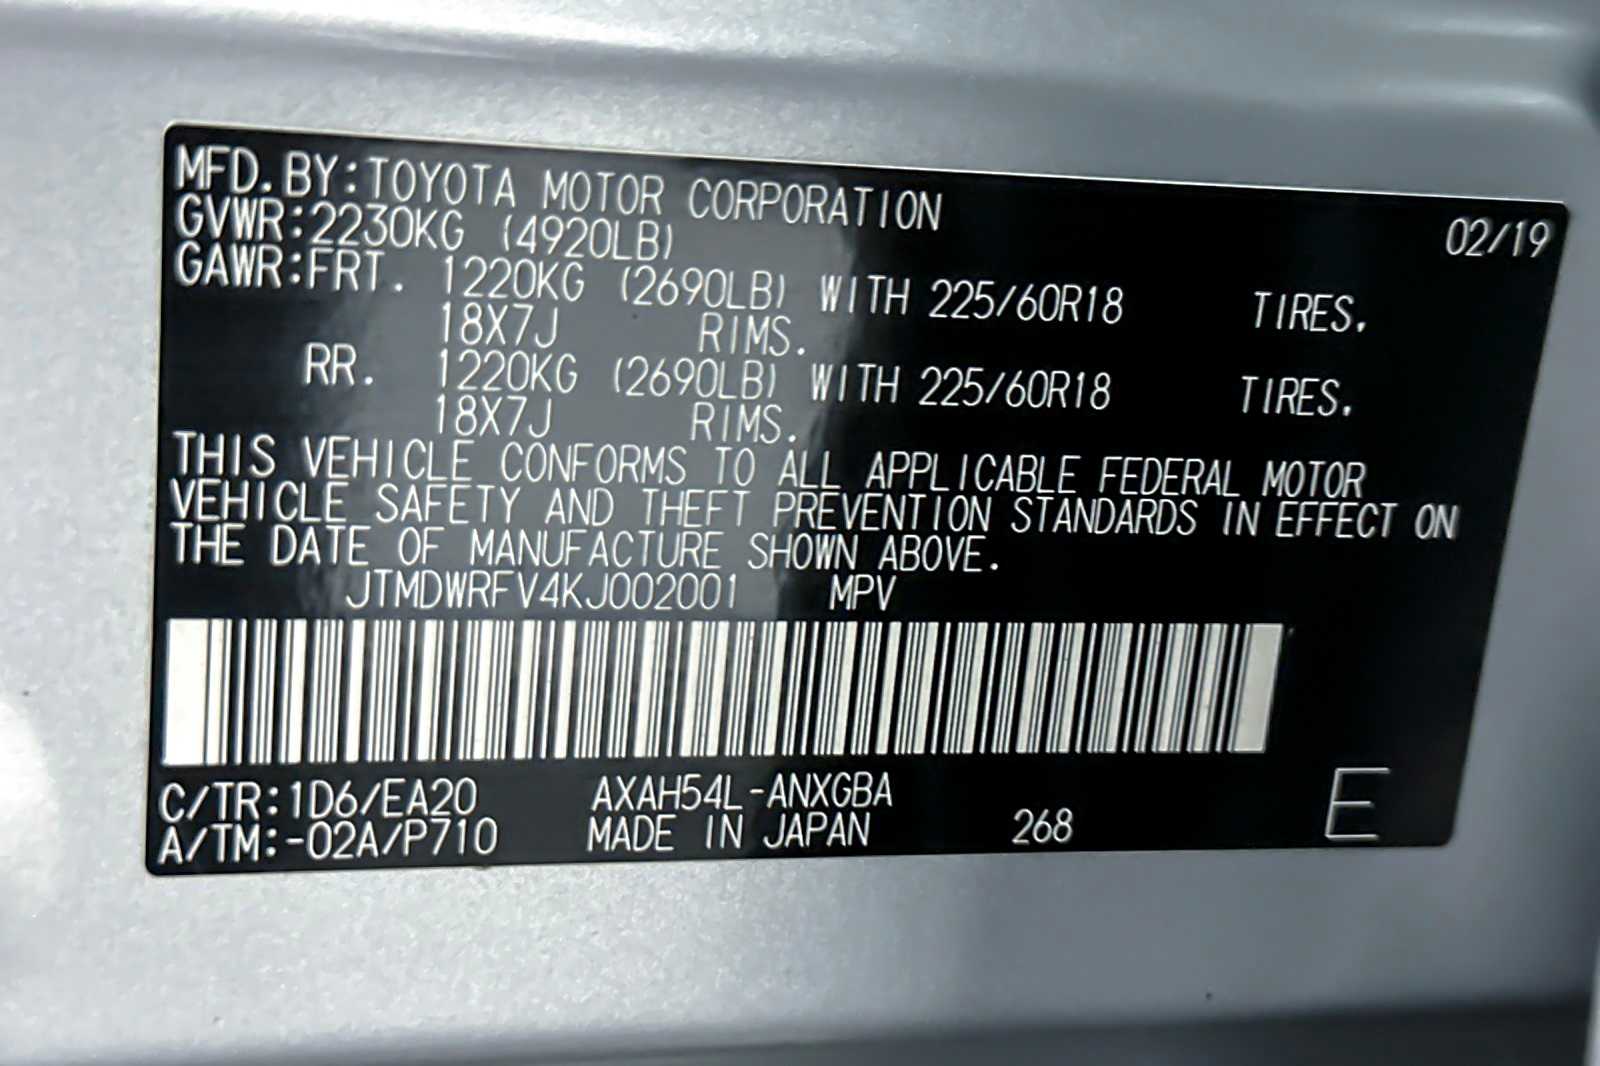 MFD.BY:TOYOTA MOTOR CORPORATION 02/19
GVWR:2230KG (4920LB)
GAWR:FRT. 1220KG (2690LB) WITH 225/60R18 TIRES.
18X7J RIMS.
RR. 1220KG (2690LB) WITH 225/60R18 TIRES.
18X7J RIMS.
THIS VEHICLE CONFORMS TO ALL APPLICABLE FEDERAL MOTOR
VEHICLE SAFETY AND THEFT PREVENTION STANDARDS IN EFFECT ON
THE DATE OF MANUFACTURE SHOWN ABOVE.
JTMDWRFV4KJ002001 MPV
C/TR:1D6/EA20 AXAH54L-ANXGBA
A/TM:-02A/P710 MADE IN JAPAN 268 E